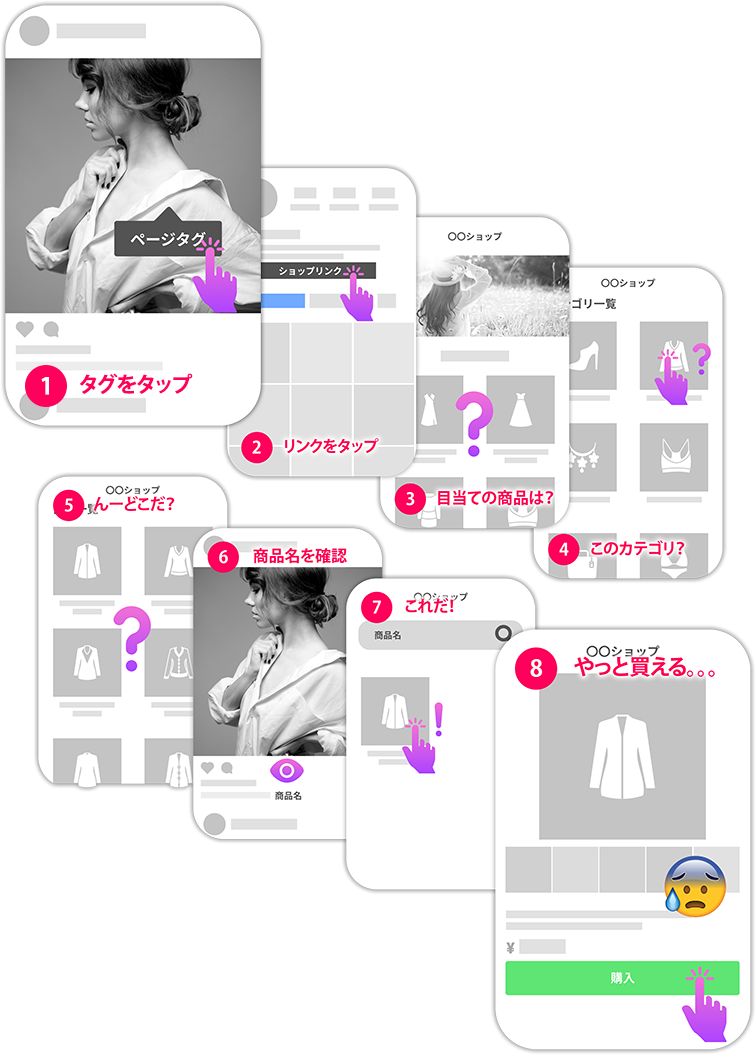 ページタグ
1 タグをタップ
ショップリンク
2 リンクをタップ
〇〇ショップ
3 目当ての商品は？
〇〇ショップ
ゴリ一覧
4 このカテゴリ？
〇〇ショップ
覧
5 んーどこだ？
6 商品名を確認
商品名
〇〇ショップ
7 これだ！
商品名
〇〇ショップ
8 やっと買える。。。
¥
購入